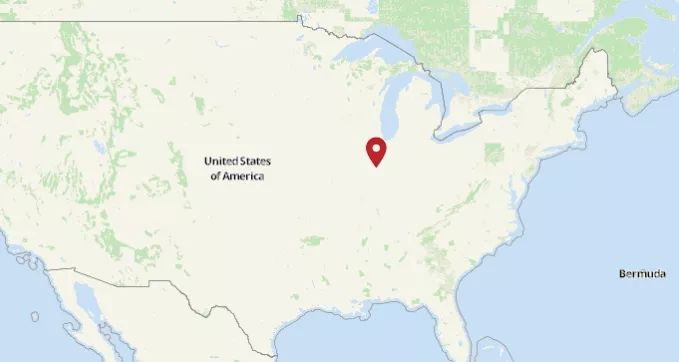 United States
of America
Bermuda